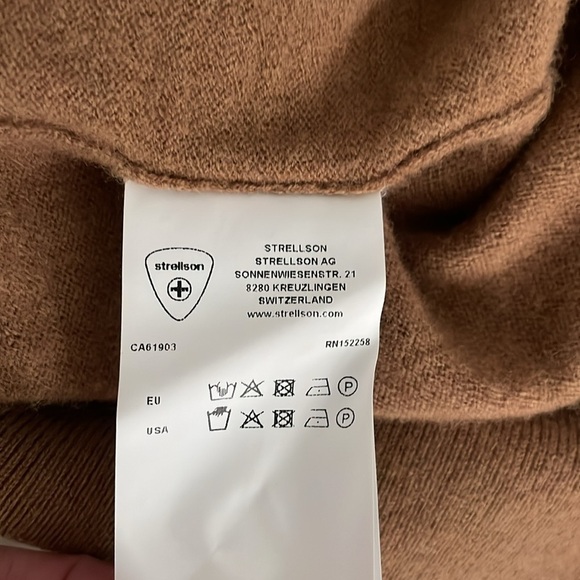 strellson
STRELLSON
STRELLSON AG
SONNENWIESENSTR. 21
8280 KREUZLINGEN
SWITZERLAND
www.strellson.com
CA61903
RN152258
EU
P
USA
P